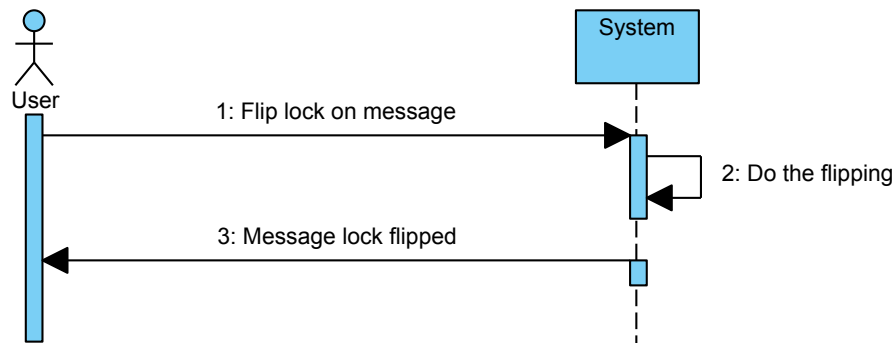 System
User
1: Flip lock on message
2: Do the flipping
3: Message lock flipped